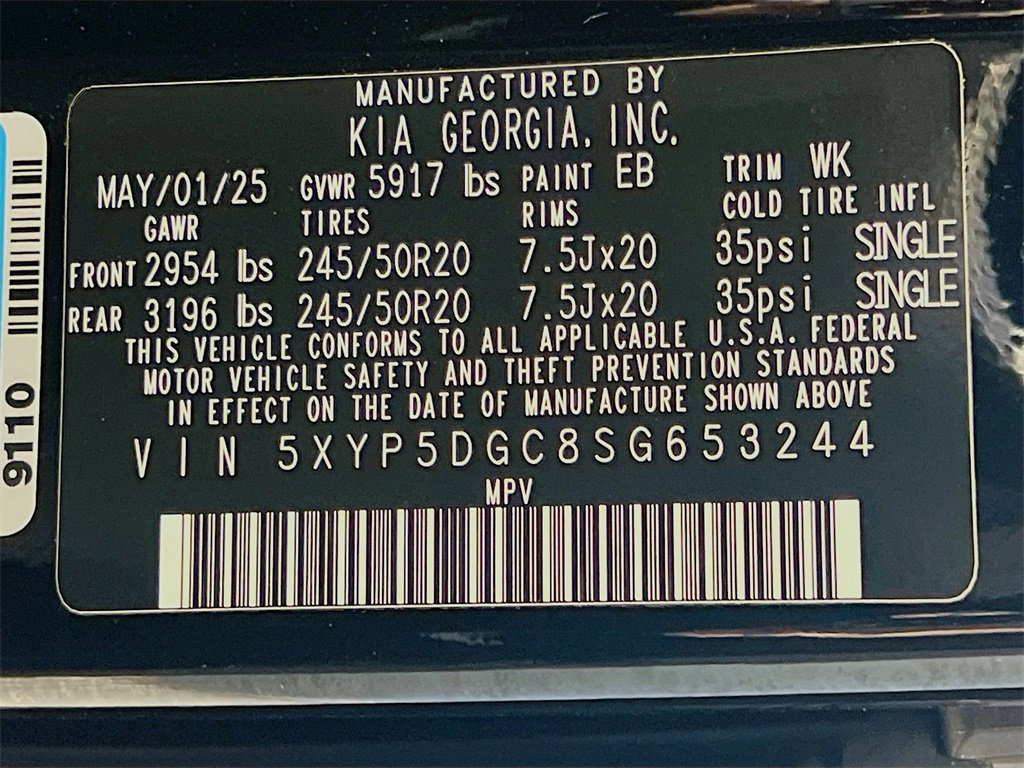 MANUFACTURED BY
KIA GEORGIA, INC.
MAY/01/25 GVWR 5917 lbs PAINT EB TRIM WK
GAWR TIRES RIMS COLD TIRE INFL
FRONT 2954 lbs 245/50R20 7.5Jx20 35psi SINGLE
REAR 3196 lbs 245/50R20 7.5Jx20 35psi SINGLE
THIS VEHICLE CONFORMS TO ALL APPLICABLE U.S.A. FEDERAL
MOTOR VEHICLE SAFETY AND THEFT PREVENTION STANDARDS
IN EFFECT ON THE DATE OF MANUFACTURE SHOWN ABOVE
VIN 5XYP5DGC8SG653244
MPV
9110